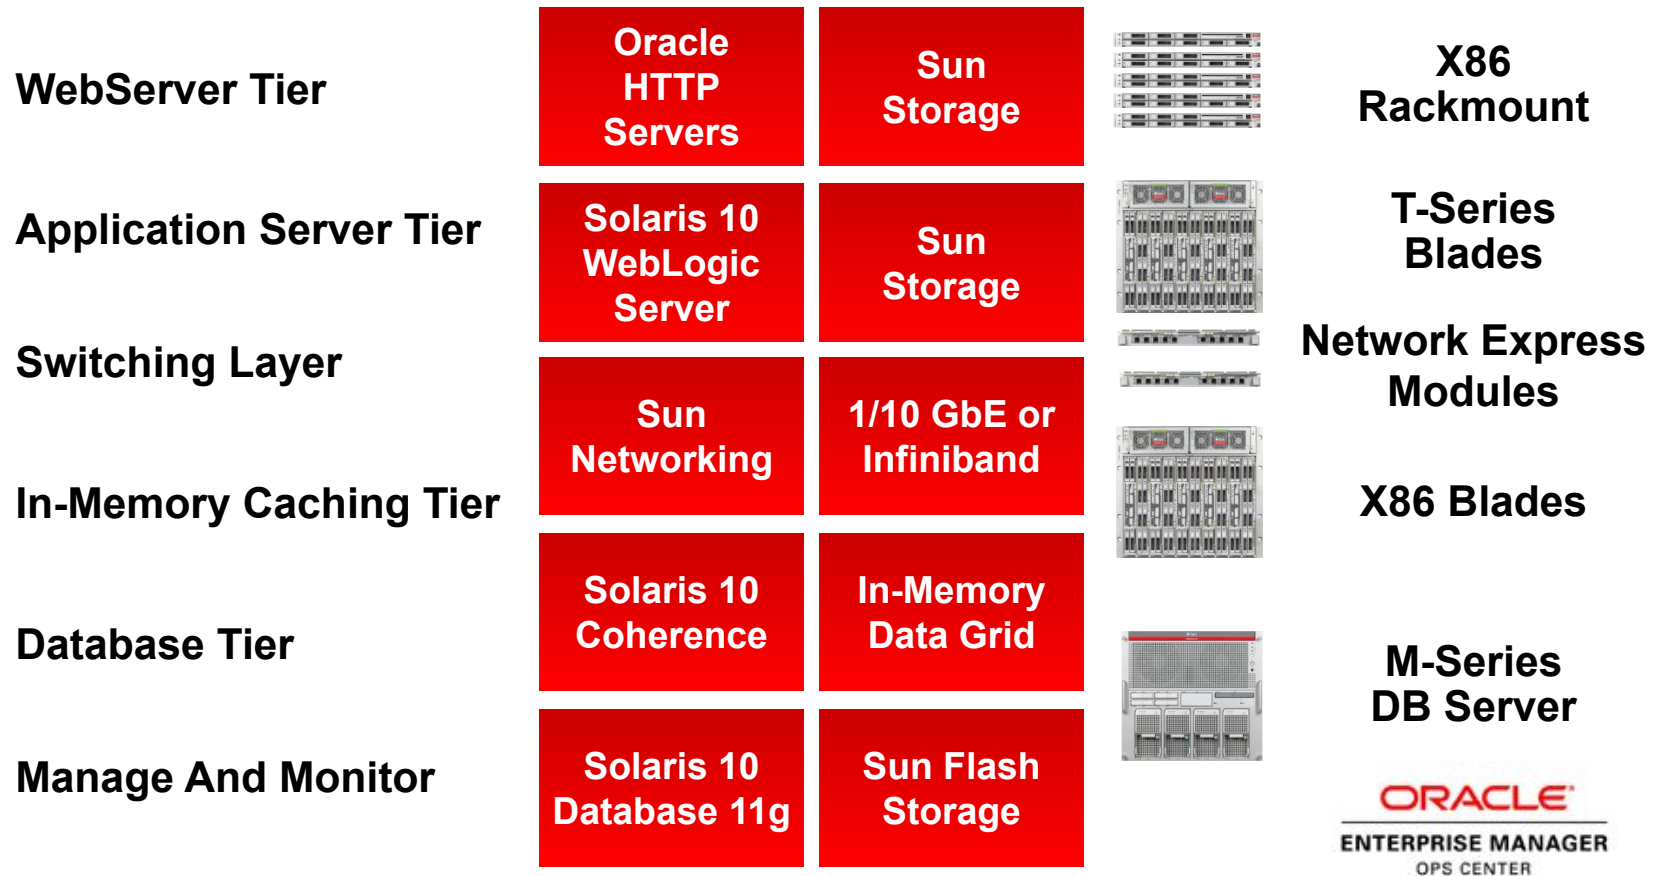 WebServer Tier
Oracle
HTTP
Servers
Sun
Storage
X86
Rackmount
Application Server Tier
Solaris 10
WebLogic
Server
Sun
Storage
T-Series
Blades
Switching Layer
Sun
Networking
1/10 GbE or
Infiniband
Network Express
Modules
In-Memory Caching Tier
Solaris 10
Coherence
In-Memory
Data Grid
X86 Blades
Database Tier
Solaris 10
Database 11g
Sun Flash
Storage
M-Series
DB Server
Manage And Monitor
ORACLE
ENTERPRISE MANAGER
OPS CENTER